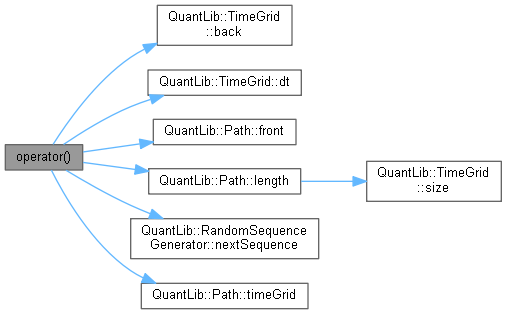 QuantLib::TimeGrid
::back
QuantLib::TimeGrid::dt
QuantLib::Path::front
operator()
QuantLib::Path::length
QuantLib::TimeGrid
::size
QuantLib::RandomSequence
Generator::nextSequence
QuantLib::Path::timeGrid